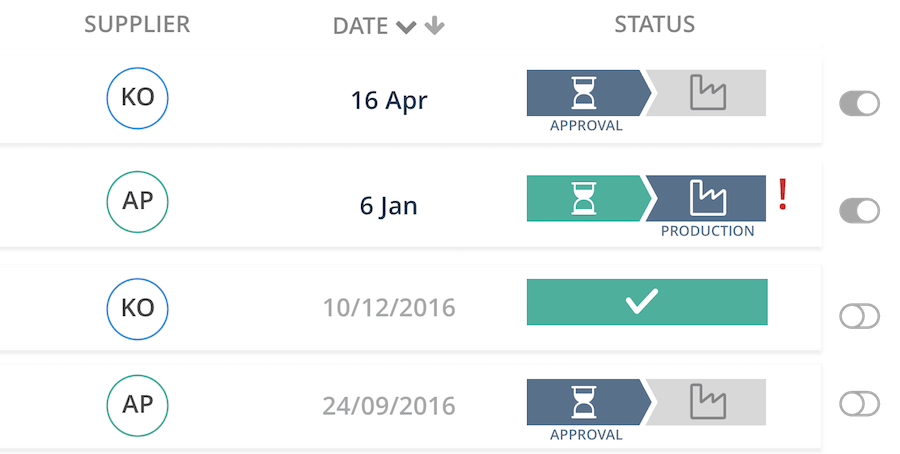 SUPPLIER DATE STATUS
KO 16 Apr
APPROVAL
AP 6 Jan !
PRODUCTION
KO 10/12/2016
AP 24/09/2016
APPROVAL